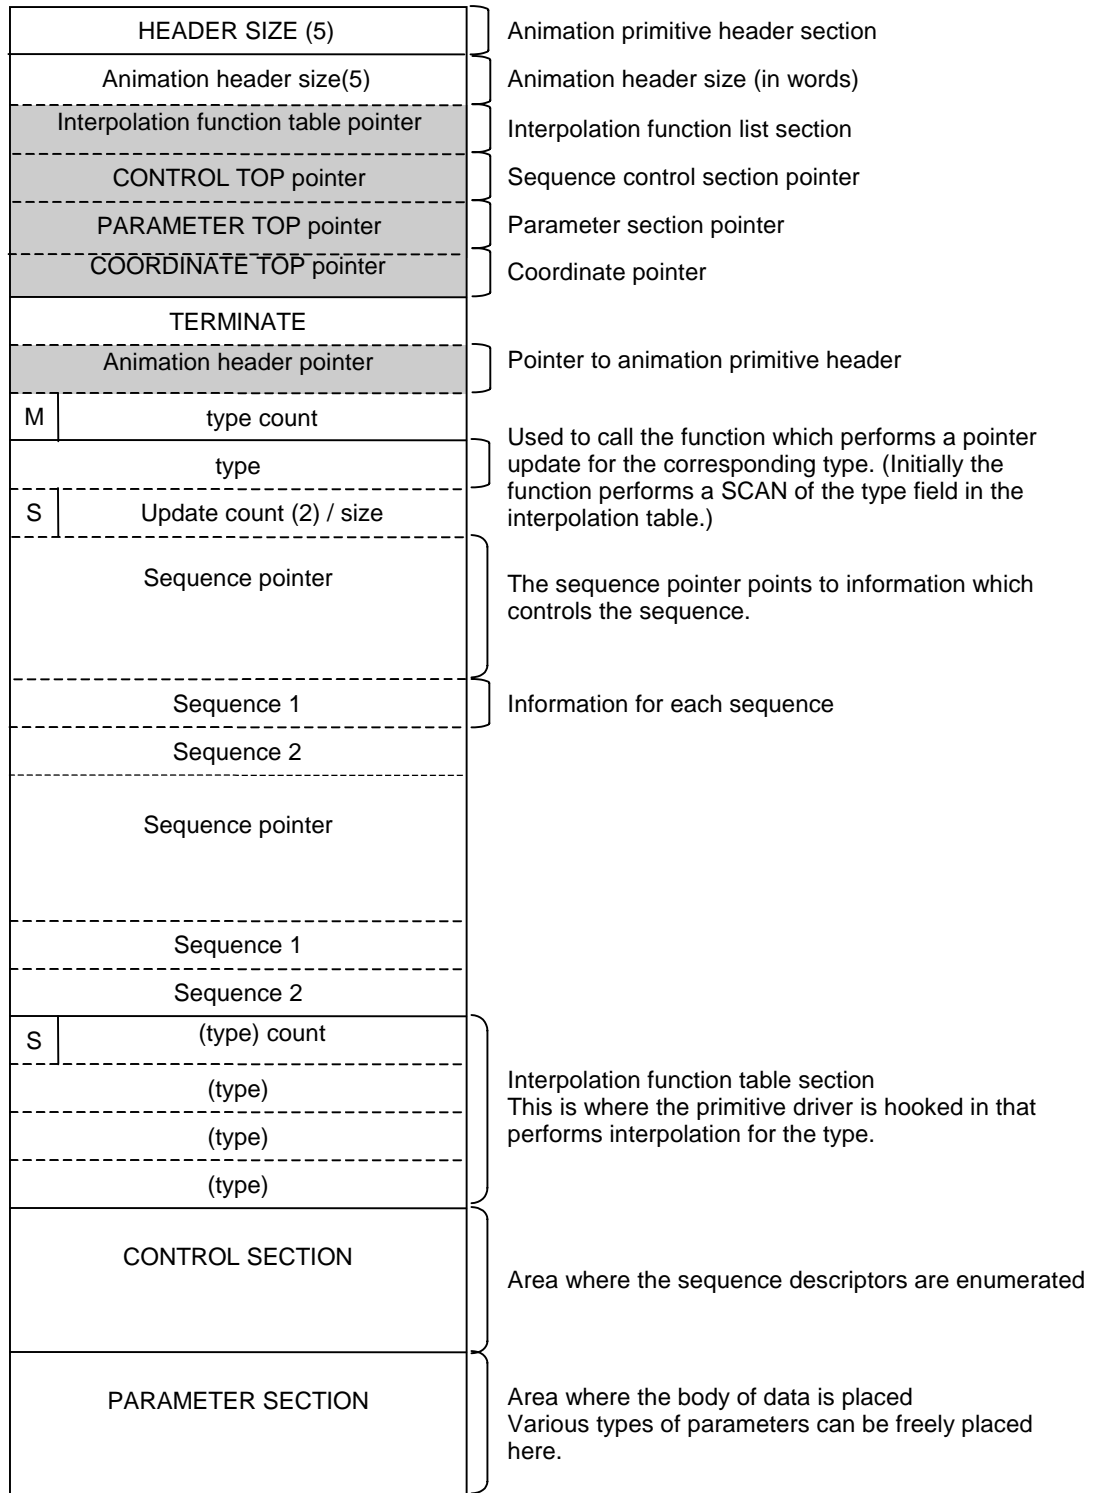 HEADER SIZE (5)
Animation primitive header section
Animation header size(5)
Animation header size (in words)
Interpolation function table pointer
Interpolation function list section
CONTROL TOP pointer
Sequence control section pointer
PARAMETER TOP pointer
Parameter section pointer
COORDINATE TOP pointer
Coordinate pointer
TERMINATE
Animation header pointer
Pointer to animation primitive header
M
type count
type
Used to call the function which performs a pointer
update for the corresponding type. (Initially the
function performs a SCAN of the type field in the
interpolation table.)
S
Update count (2) / size
Sequence pointer
The sequence pointer points to information which
controls the sequence.
Sequence 1
Information for each sequence
Sequence 2
Sequence pointer
Sequence 1
Sequence 2
S
(type) count
(type)
(type)
(type)
Interpolation function table section
This is where the primitive driver is hooked in that
performs interpolation for the type.
CONTROL SECTION
Area where the sequence descriptors are enumerated
PARAMETER SECTION
Area where the body of data is placed
Various types of parameters can be freely placed
here.